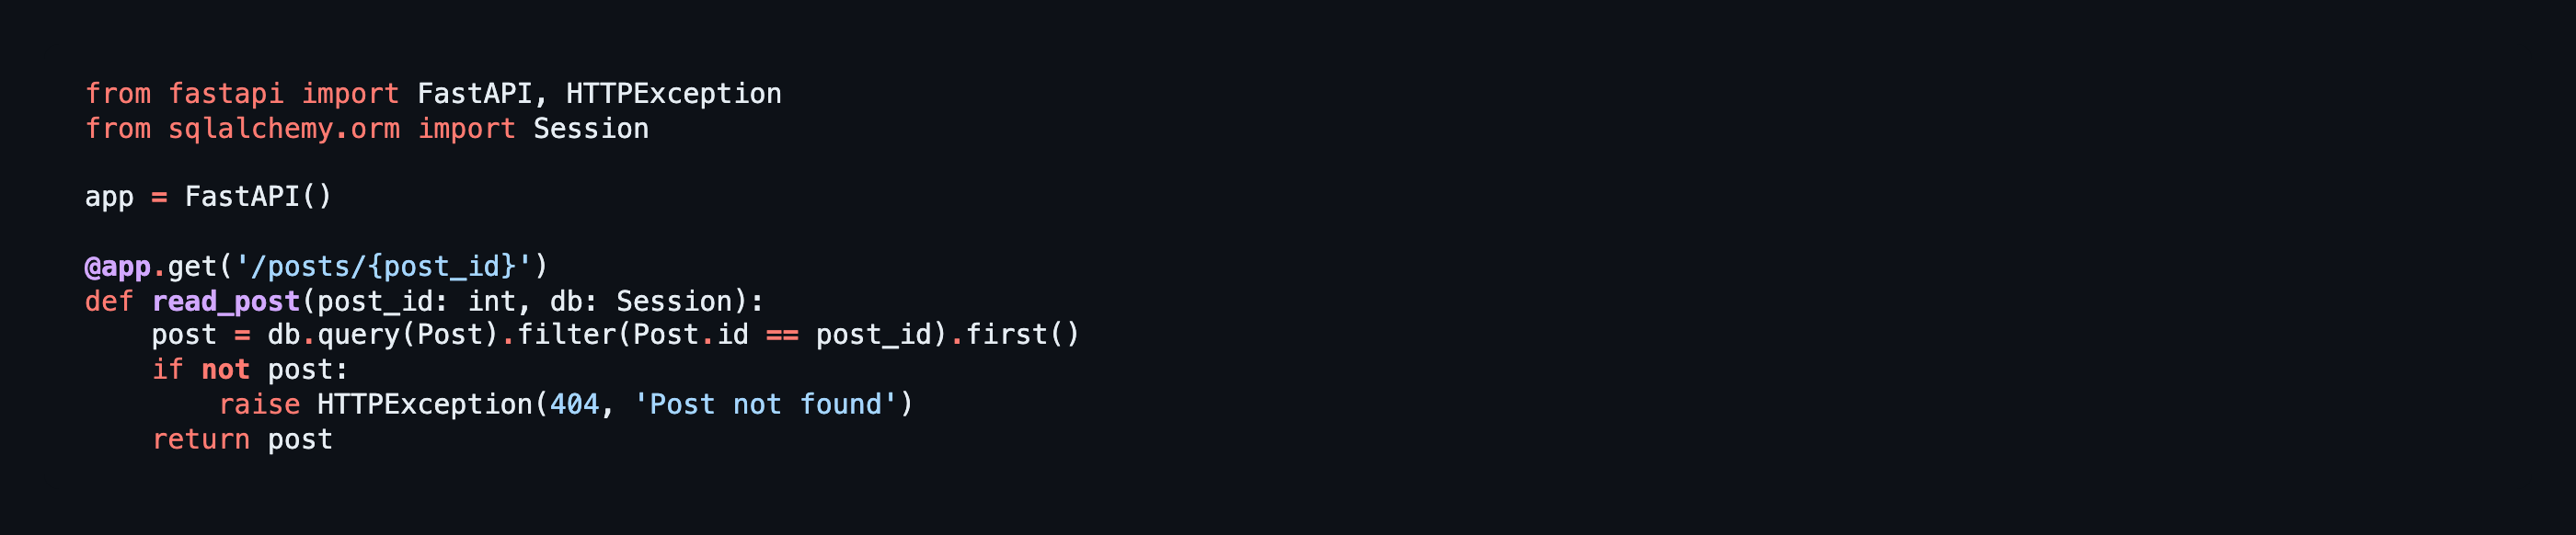 from fastapi import FastAPI, HTTPException
from sqlalchemy.orm import Session

app = FastAPI()

@app.get('/posts/{post_id}')
def read_post(post_id: int, db: Session):
    post = db.query(Post).filter(Post.id == post_id).first()
    if not post:
        raise HTTPException(404, 'Post not found')
    return post